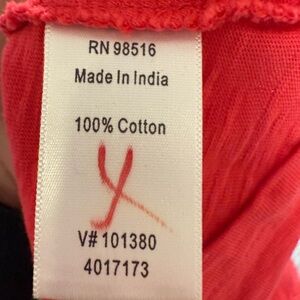 RN 98516
Made In India
100% Cotton
V# 101380
4017173